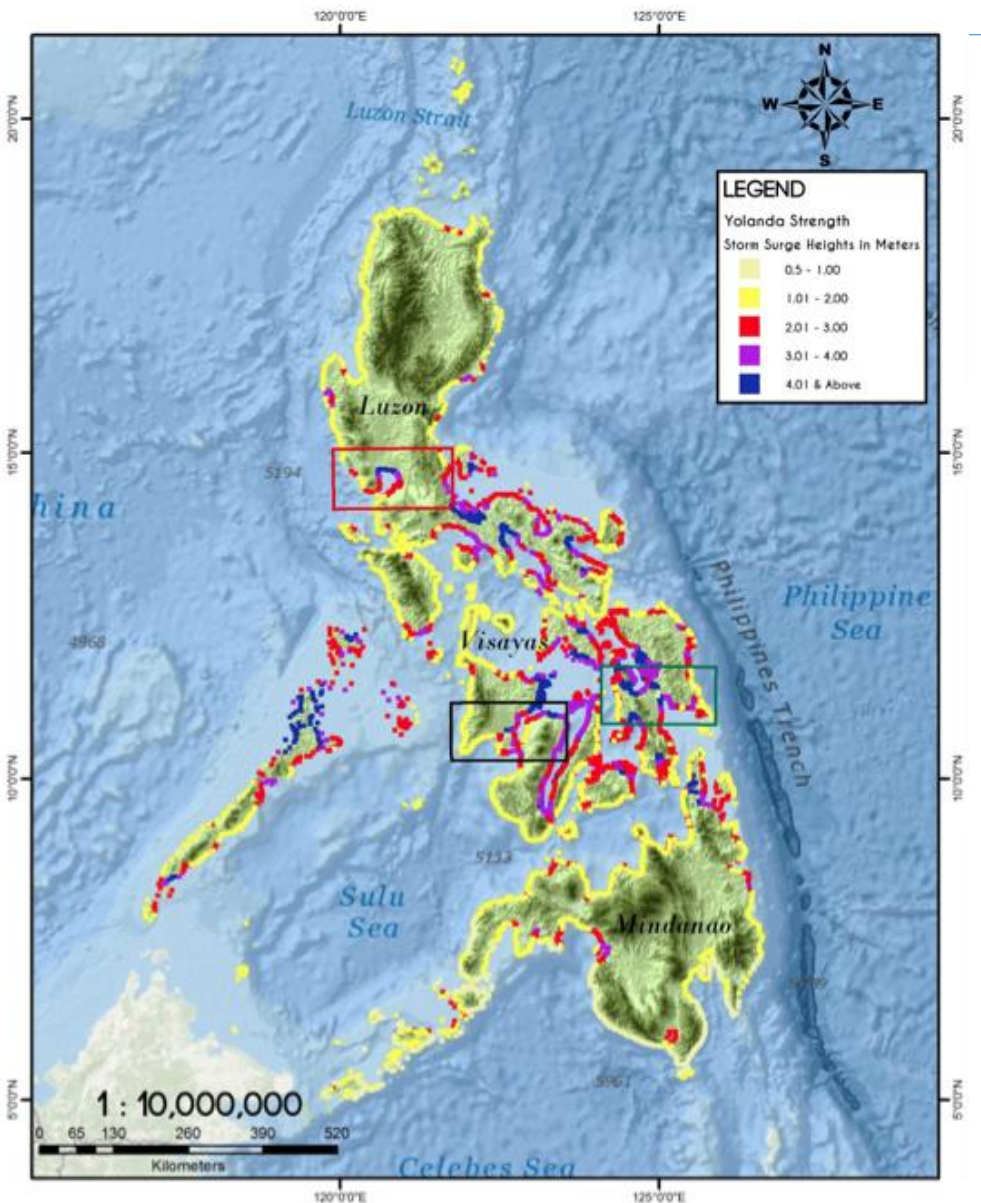 120°0'0"E 125°0'0"E
N
W E
S
20°0'0"N 20°0'0"N
Luzon Strait
LEGEND
Yolanda Strength
Storm Surge Heights in Meters
0.5 - 1.00
1.01 - 2.00
2.01 - 3.00
3.01 - 4.00
4.01 & Above
Luzon
15°0'0"N 15°0'0"N
5194
hina
Philippines Trench
Philippine
Sea
4968
Visayas
10°0'0"N 10°0'0"N
Sulu
Sea
Mindanao
5°0'0"N 5°0'0"N
1 : 10,000,000
0 65 130 260 390 520
Kilometers
Celebes Sea
120°0'0"E 125°0'0"E